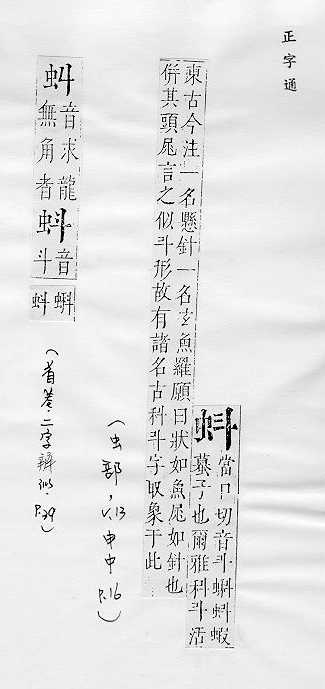 正字通
蚪
當口切音斗蝌蚪蝦
蟇子也爾雅科斗活
東古今注一名懸針一名玄魚羅願曰狀如魚尾如針也
併其頭尾言之似斗形故有諸名古科斗字取象于此
(虫部, V.13 申中 P.16)
虯
音求龍
無角者
蚪
音
斗
蝌
蚪
(首卷.二字辨似. P.29)